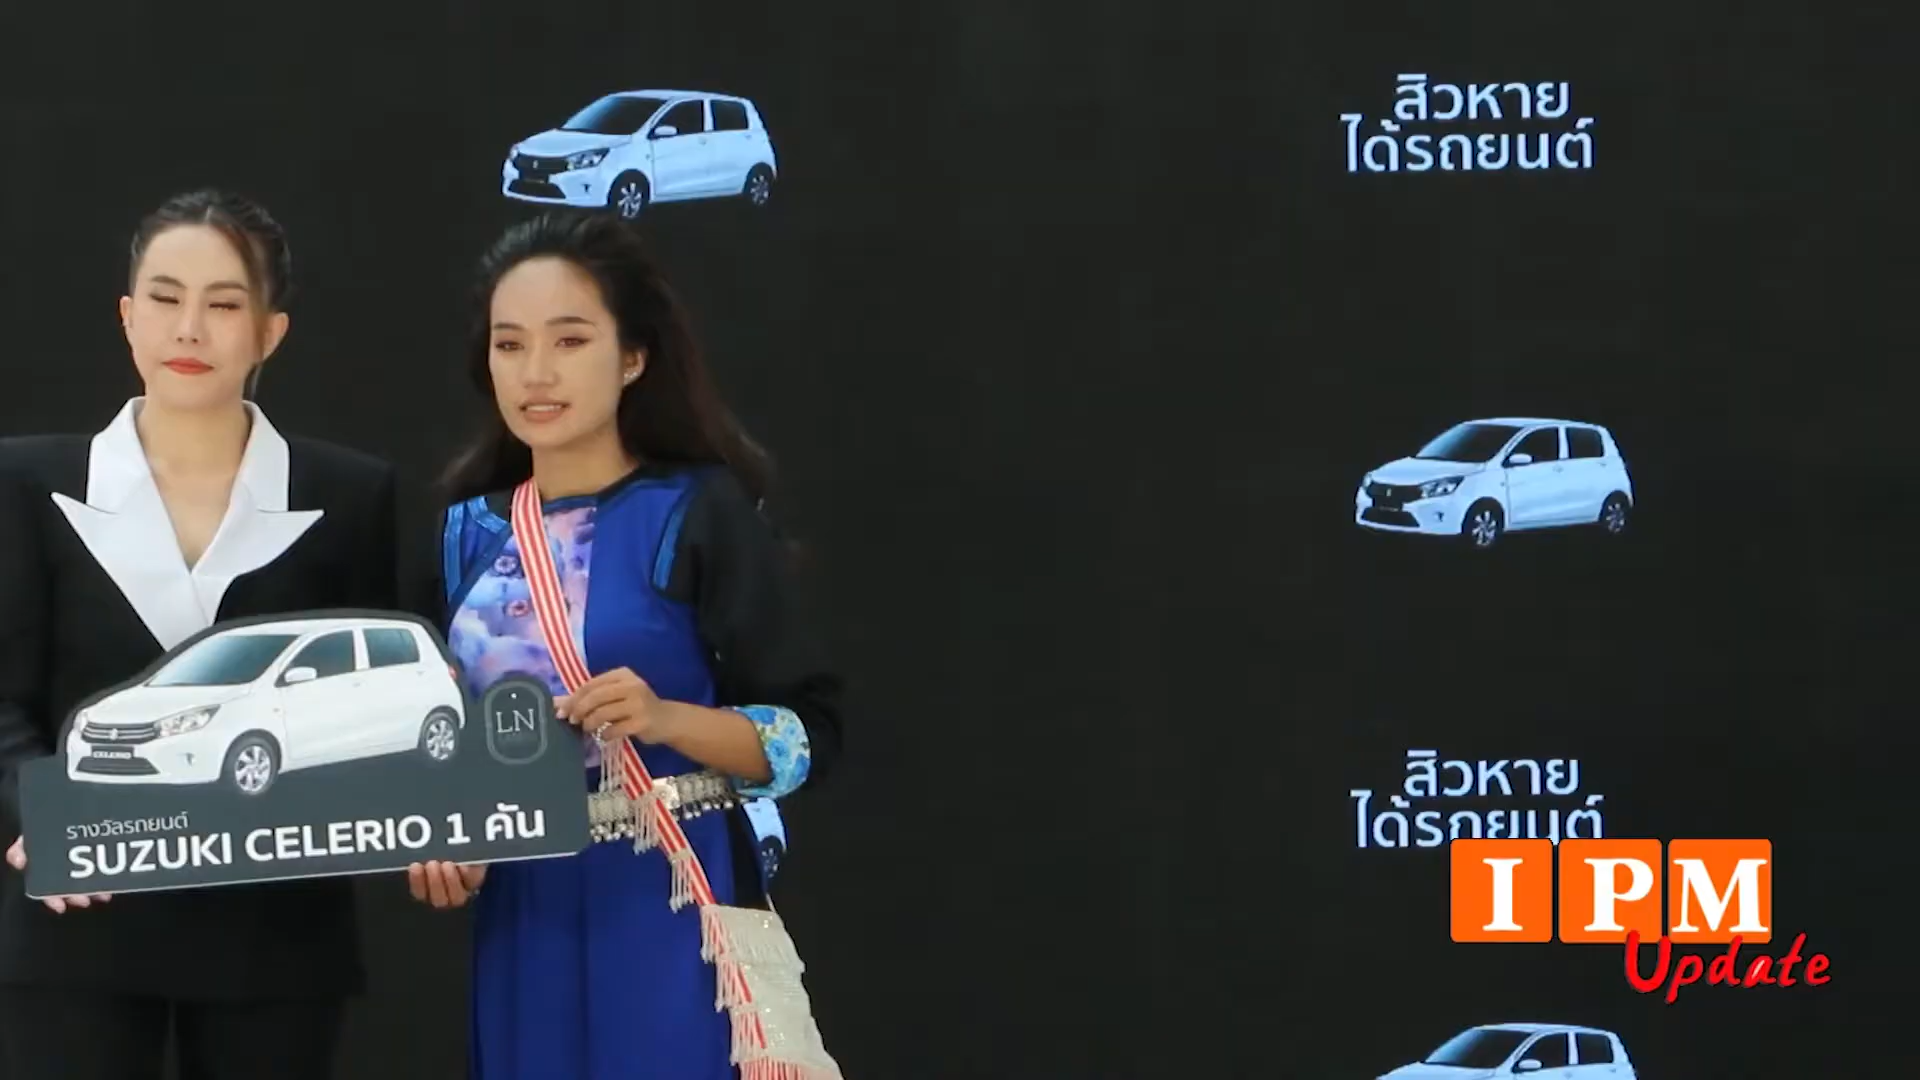 สิวหาย
ได้รถยนต์
LN
CELERIO
รางวัลรถยนต์
SUZUKI CELERIO 1 คัน
สิวหาย
ได้รถยนต์
IPM
Update